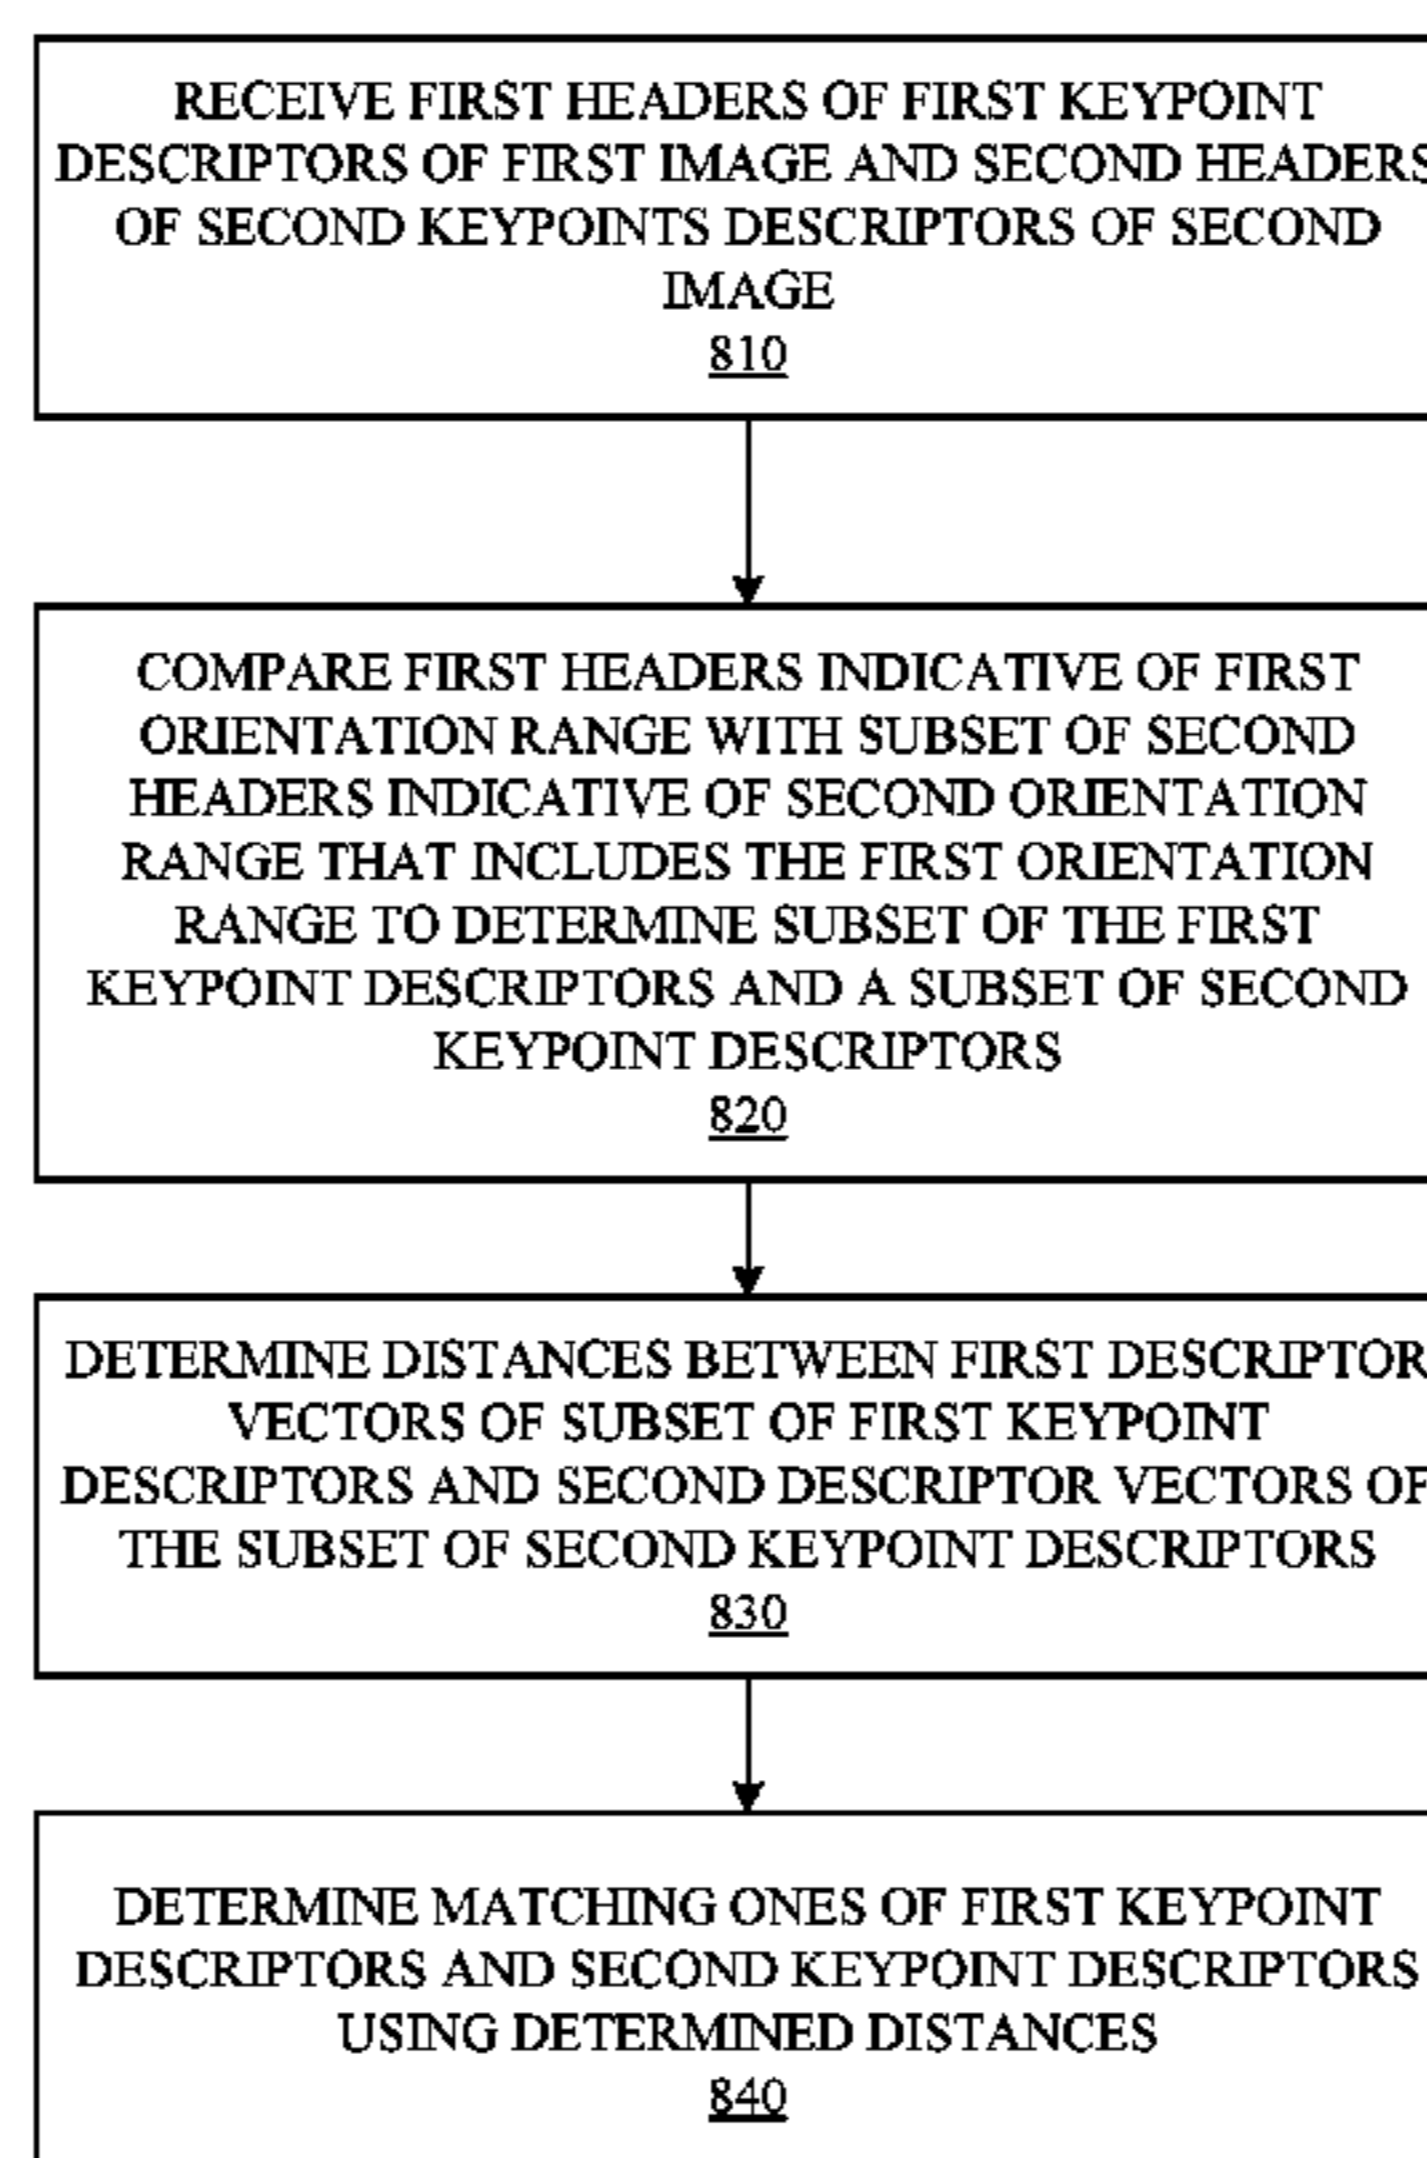 RECEIVE FIRST HEADERS OF FIRST KEYPOINT
DESCRIPTORS OF FIRST IMAGE AND SECOND HEADERS
OF SECOND KEYPOINTS DESCRIPTORS OF SECOND
IMAGE
810
COMPARE FIRST HEADERS INDICATIVE OF FIRST
ORIENTATION RANGE WITH SUBSET OF SECOND
HEADERS INDICATIVE OF SECOND ORIENTATION
RANGE THAT INCLUDES THE FIRST ORIENTATION
RANGE TO DETERMINE SUBSET OF THE FIRST
KEYPOINT DESCRIPTORS AND A SUBSET OF SECOND
KEYPOINT DESCRIPTORS
820
DETERMINE DISTANCES BETWEEN FIRST DESCRIPTOR
VECTORS OF SUBSET OF FIRST KEYPOINT
DESCRIPTORS AND SECOND DESCRIPTOR VECTORS OF
THE SUBSET OF SECOND KEYPOINT DESCRIPTORS
830
DETERMINE MATCHING ONES OF FIRST KEYPOINT
DESCRIPTORS AND SECOND KEYPOINT DESCRIPTORS
USING DETERMINED DISTANCES
840